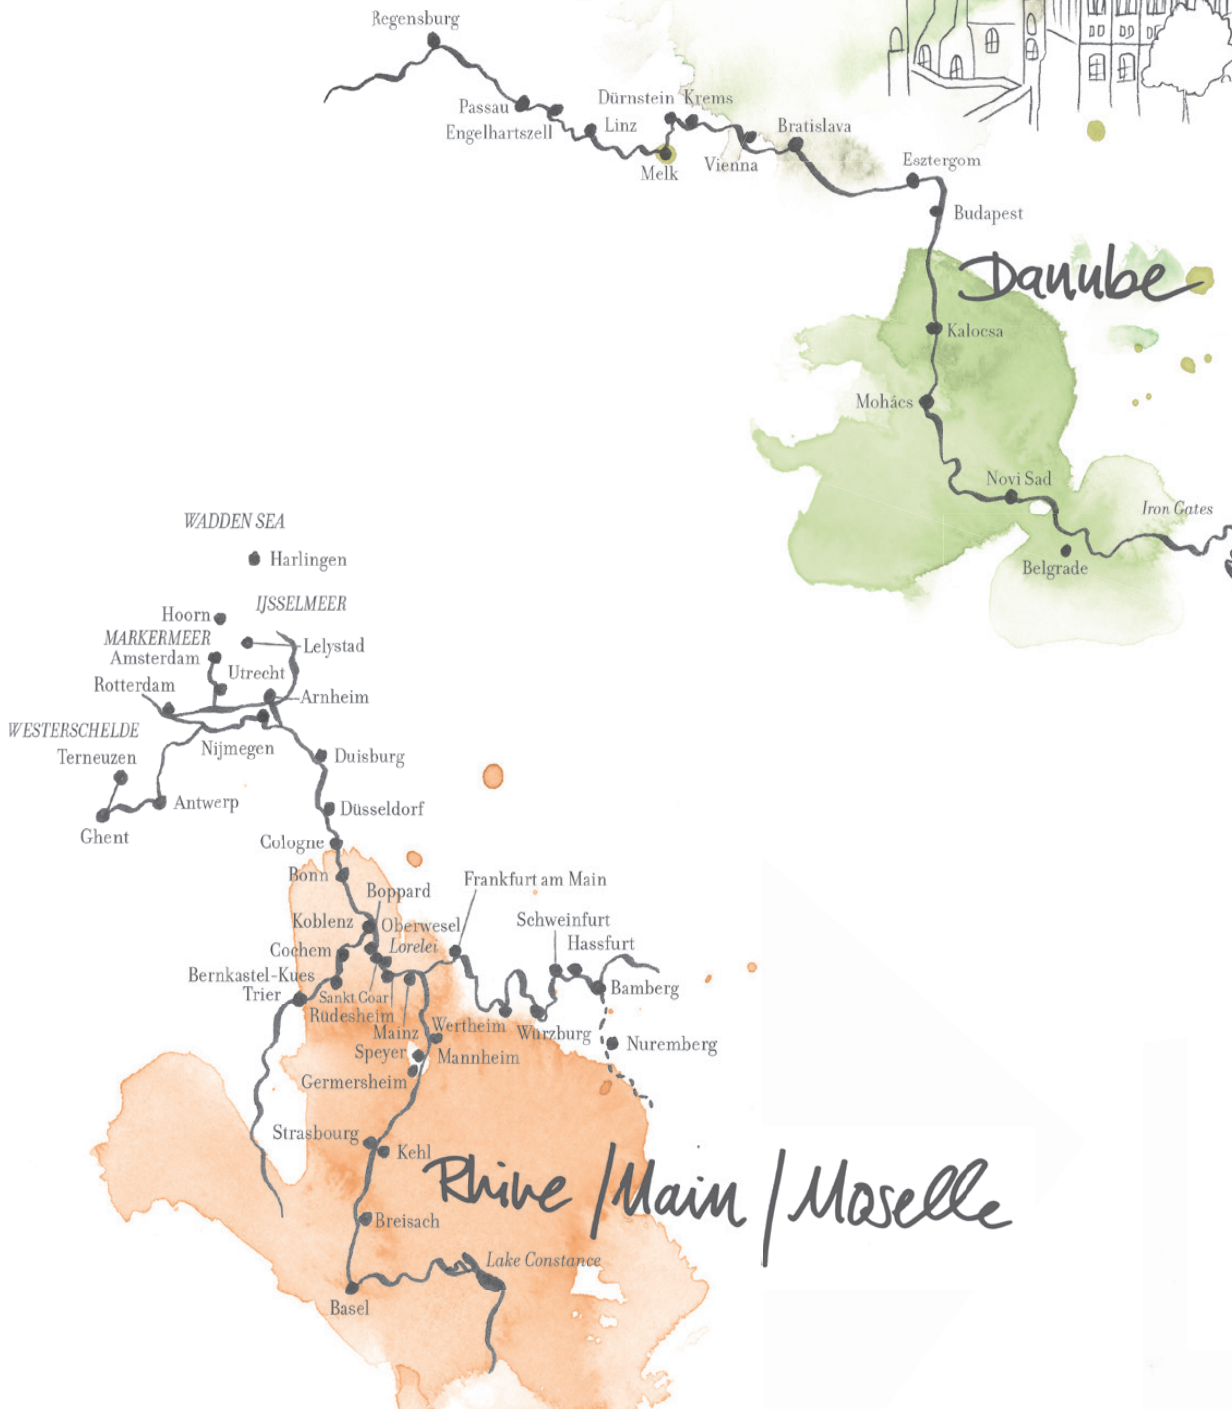 Regensburg
Passau
Engelhartszell
Linz
Dürnstein
Krems
Melk
Vienna
Bratislava
Esztergom
Budapest
Danube
Kalocsa
Mohács
Novi Sad
Iron Gates
Belgrade
WADDEN SEA
Harlingen
IJSSELMEER
Hoorn
MARKERMEER
Lelystad
Amsterdam
Utrecht
Rotterdam
Arnheim
WESTERSCHELDE
Nijmegen
Terneuzen
Duisburg
Antwerp
Düsseldorf
Ghent
Cologne
Bonn
Boppard
Frankfurt am Main
Koblenz
Oberwesel
Schweinfurt
Cochem
Lorelei
Hassfurt
Bernkastel-Kues
Trier
Sankt Goar
Bamberg
Rüdesheim
Mainz
Wertheim
Würzburg
Nuremberg
Speyer
Mannheim
Germersheim
Strasbourg
Kehl
Rhine / Main / Moselle
Breisach
Lake Constance
Basel